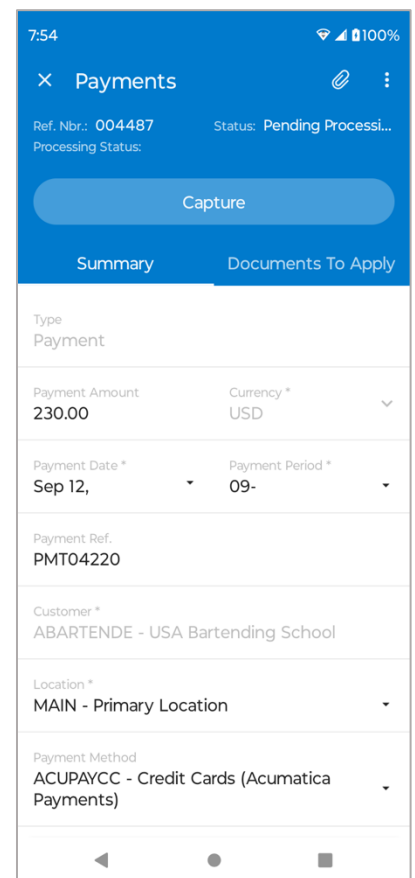 7:54 100%
Payments
Ref. Nbr.: 004487 Status: Pending Processi...
Processing Status:
Capture
Summary Documents To Apply
Type
Payment
Payment Amount Currency *
230.00 USD
Payment Date * Payment Period *
Sep 12, 09-
Payment Ref.
PMT04220
Customer *
ABARTENDE - USA Bartending School
Location *
MAIN - Primary Location
Payment Method
ACUPAYCC - Credit Cards (Acumatica
Payments)